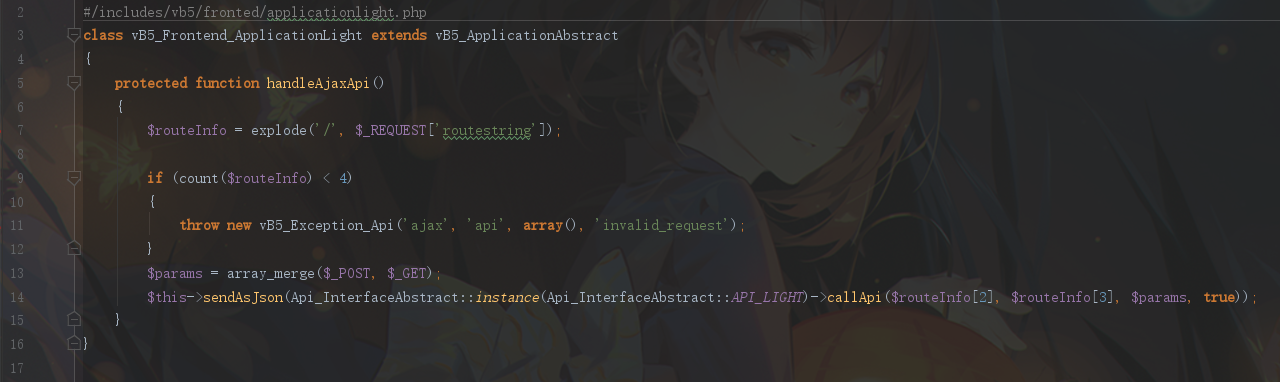 2 #/includes/vb5/fronted/applicationlight.php
3 class vB5_Frontend_ApplicationLight extends vB5_ApplicationAbstract
4 {
5     protected function handleAjaxApi()
6     {
7         $routeInfo = explode('/', $_REQUEST['routestring']);
8
9         if (count($routeInfo) < 4)
10         {
11             throw new vB5_Exception_Api('ajax', 'api', array(), 'invalid_request');
12         }
13         $params = array_merge($_POST, $_GET);
14         $this->sendAsJson(Api_InterfaceAbstract::instance(Api_InterfaceAbstract::API_LIGHT)->callApi($routeInfo[2], $routeInfo[3], $params, true));
15     }
16 }
17